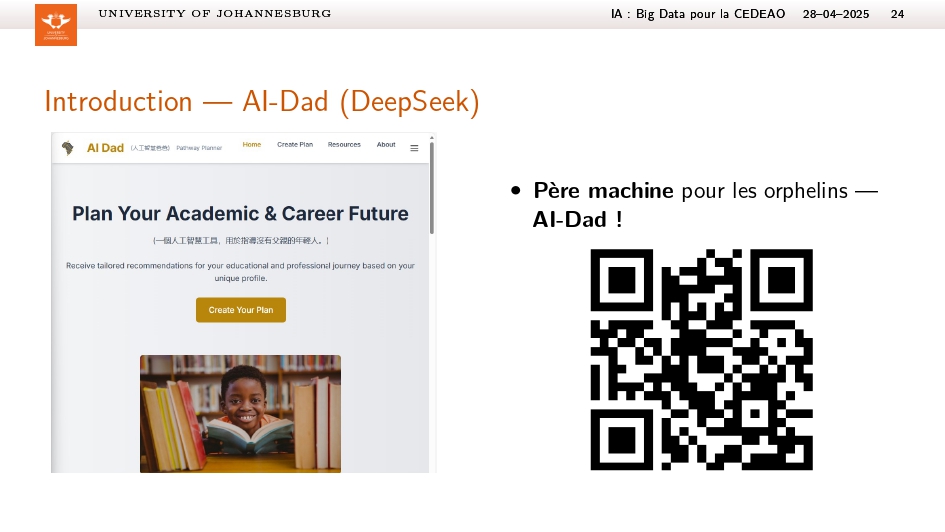 UNIVERSITY OF JOHANNESBURG
IA : Big Data pour la CEDEAO 28–04–2025 24
UNIVERSITY
JOHANNESBURG
Introduction — AI-Dad (DeepSeek)
AI Dad (人工智慧爸爸) Pathway Planner Home Create Plan Resources About
Plan Your Academic & Career Future
(一個人工智慧工具，用於指導沒有父親的年輕人。)
Receive tailored recommendations for your educational and professional journey based on your
unique profile.
Create Your Plan
• Père machine pour les orphelins —
AI-Dad !